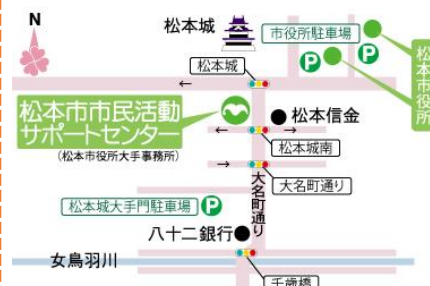 N
松本城
市役所駐車場
P
P
松本市役所
松本城
←
松本市市民活動
サポートセンター
(松本市役所大手事務所)
松本信金
←
→
松本城南
→
大名町通り
大名町通り
松本城大手門駐車場
P
八十二銀行
女鳥羽川
千歳橋